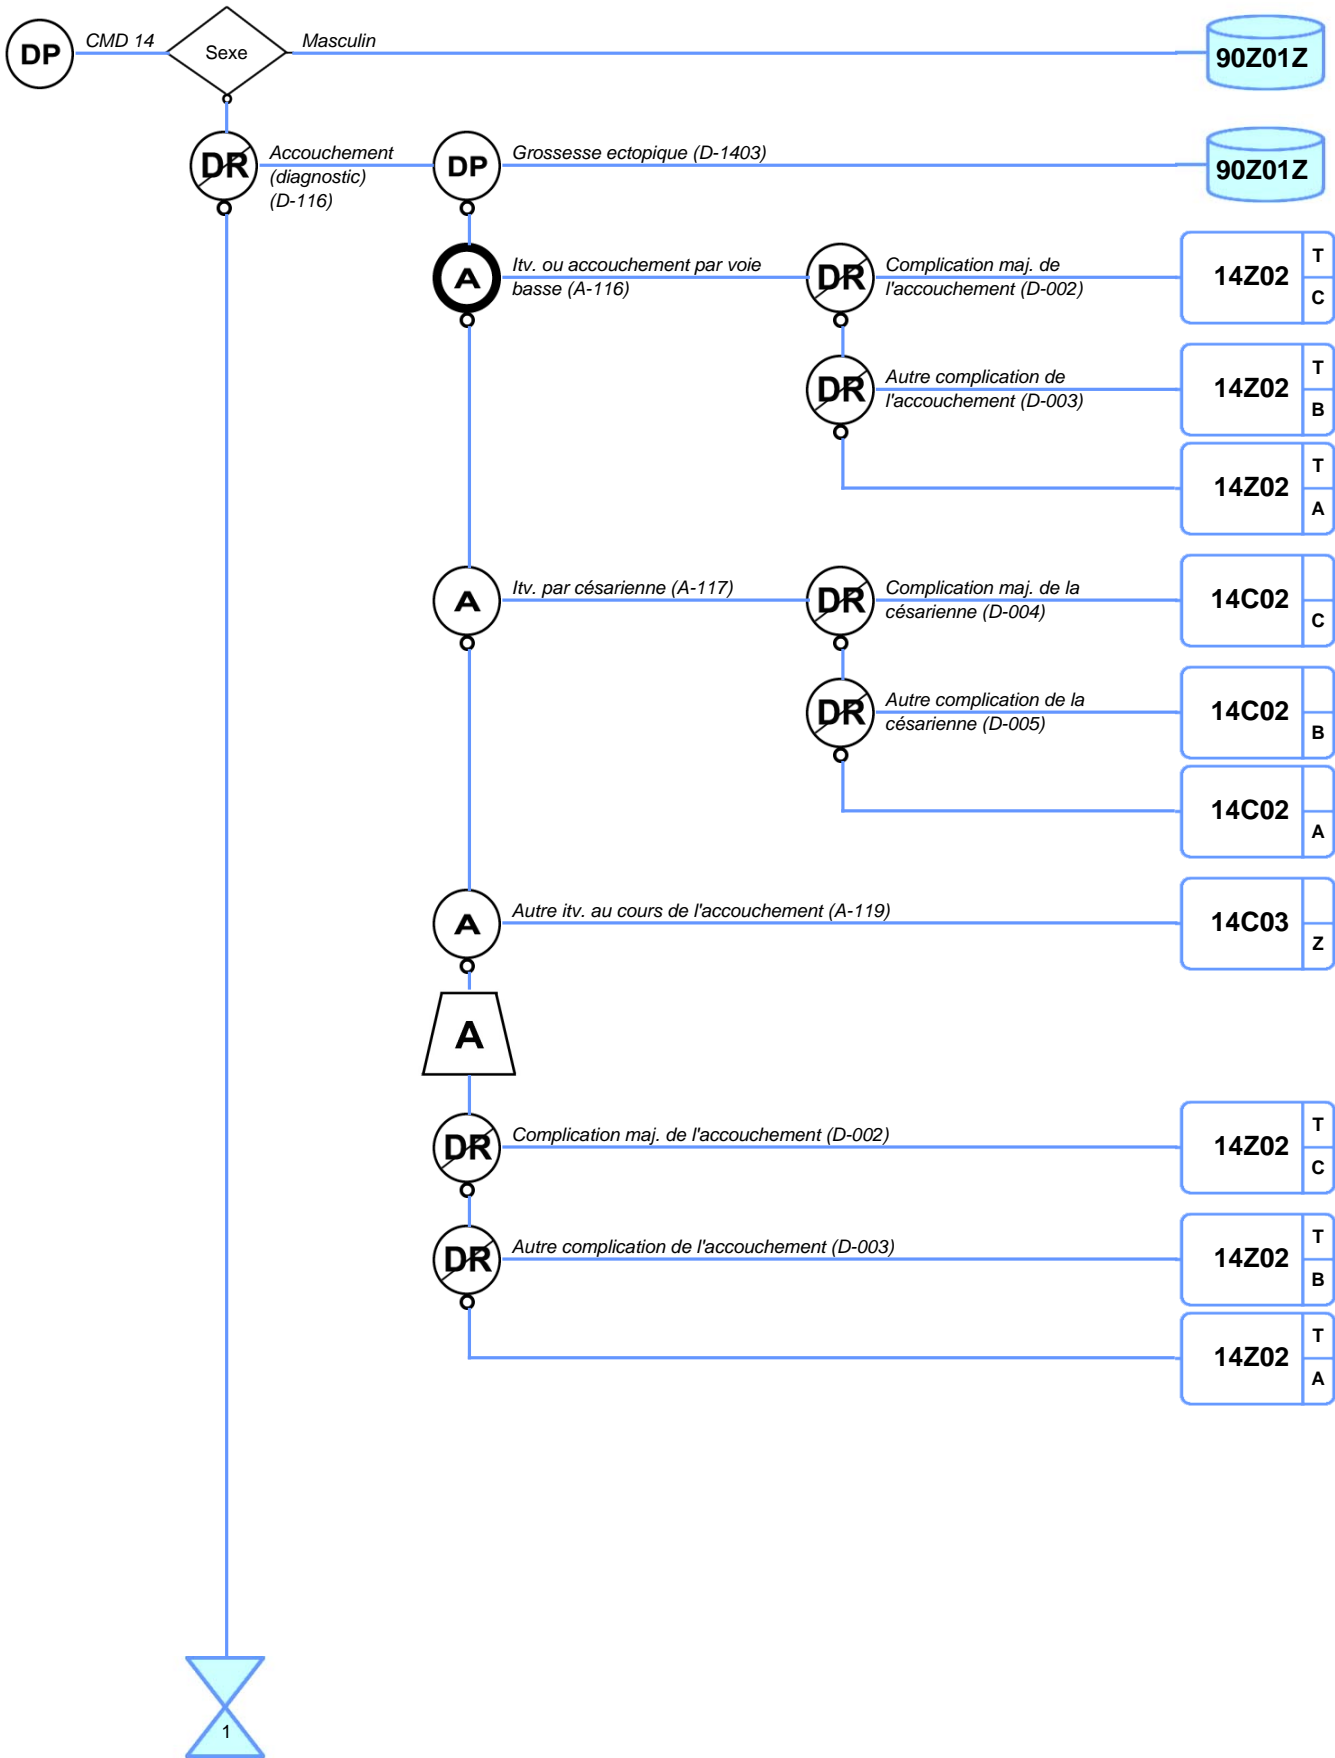 DP
CMD 14
Sexe
Masculin
90Z01Z
DR
Accouchement
(diagnostic)
(D-116)
DP
Grossesse ectopique (D-1403)
90Z01Z
A
Itv. ou accouchement par voie
basse (A-116)
DR
Complication maj. de
l'accouchement (D-002)
14Z02
T
C
DR
Autre complication de
l'accouchement (D-003)
14Z02
T
B
14Z02
T
A
A
Itv. par césarienne (A-117)
DR
Complication maj. de la
césarienne (D-004)
14C02
C
DR
Autre complication de la
césarienne (D-005)
14C02
B
14C02
A
A
Autre itv. au cours de l'accouchement (A-119)
14C03
Z
A
DR
Complication maj. de l'accouchement (D-002)
14Z02
T
C
DR
Autre complication de l'accouchement (D-003)
14Z02
T
B
14Z02
T
A
1